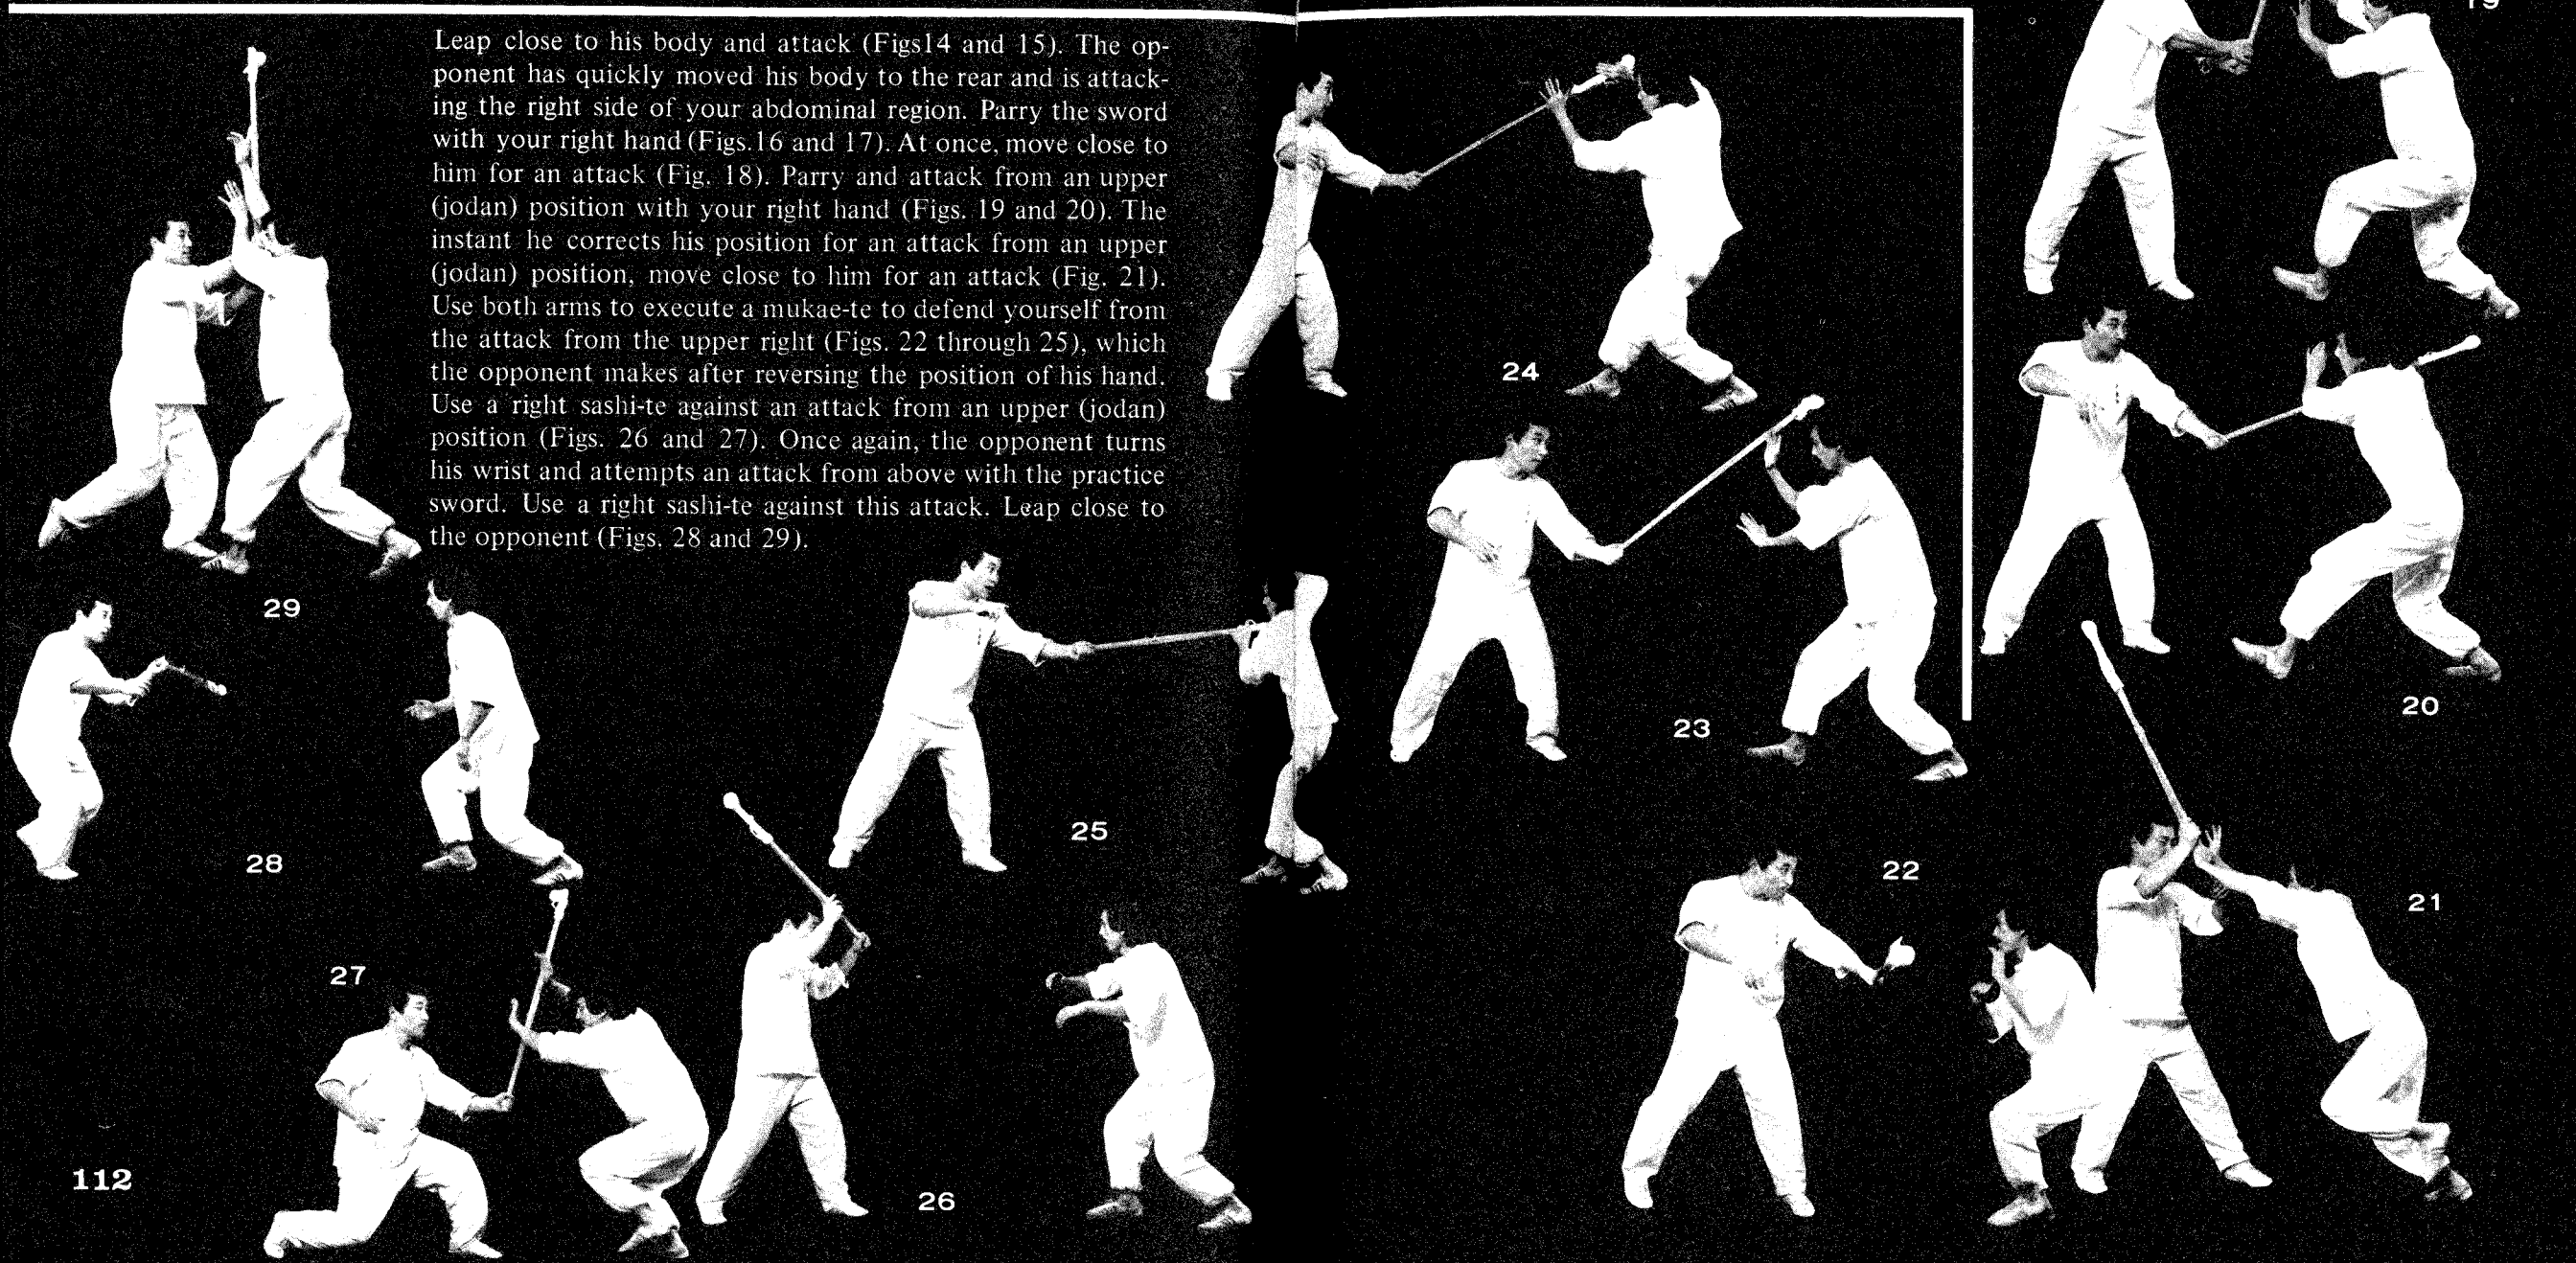 Leap close to his body and attack (Figs14 and 15). The op-
ponent has quickly moved his body to the rear and is attack-
ing the right side of your abdominal region. Parry the sword
with your right hand (Figs.16 and 17). At once, move close to
him for an attack (Fig. 18). Parry and attack from an upper
(jodan) position with your right hand (Figs. 19 and 20). The
instant he corrects his position for an attack from an upper
(jodan) position, move close to him for an attack (Fig. 21).
Use both arms to execute a mukae-te to defend yourself from
the attack from the upper right (Figs. 22 through 25), which
the opponent makes after reversing the position of his hand.
Use a right sashi-te against an attack from an upper (jodan)
position (Figs. 26 and 27). Once again, the opponent turns
his wrist and attempts an attack from above with the practice
sword. Use a right sashi-te against this attack. Leap close to
the opponent (Figs. 28 and 29).
29
28
27
25
26
112
19
24
23
20
22
21